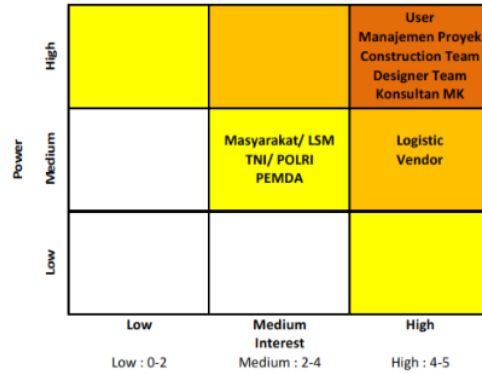 User
Manajemen Proyek
Construction Team
Designer Team
Konsultan MK
High
Masyarakat/ LSM
TNI/ POLRI
PEMDA
Logistic
Vendor
Power
Medium
Low
Low
Medium
High
Interest
Low : 0-2
Medium : 2-4
High : 4-5